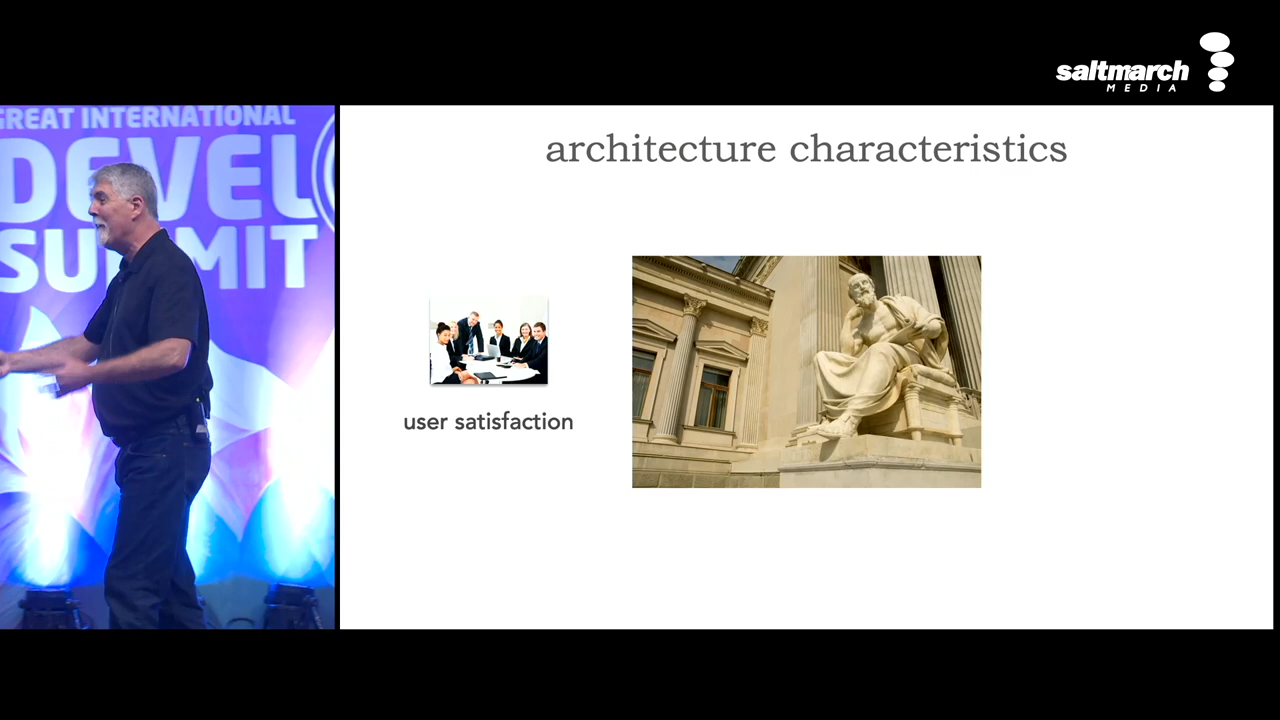 saltmarch
MEDIA
GREAT INTERNATIONAL
DEVEL
SUMMIT
architecture characteristics
user satisfaction